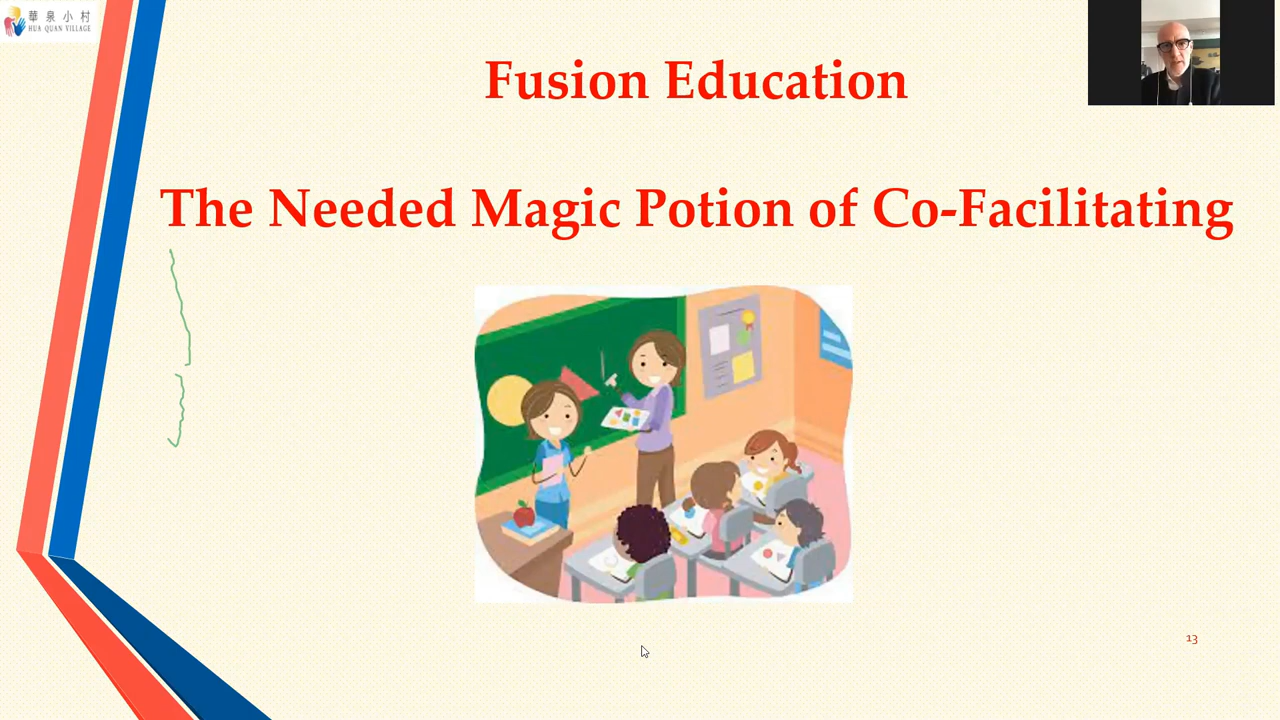 華泉小村
HUA QUAN VILLAGE
Fusion Education
The Needed Magic Potion of Co-Facilitating
13